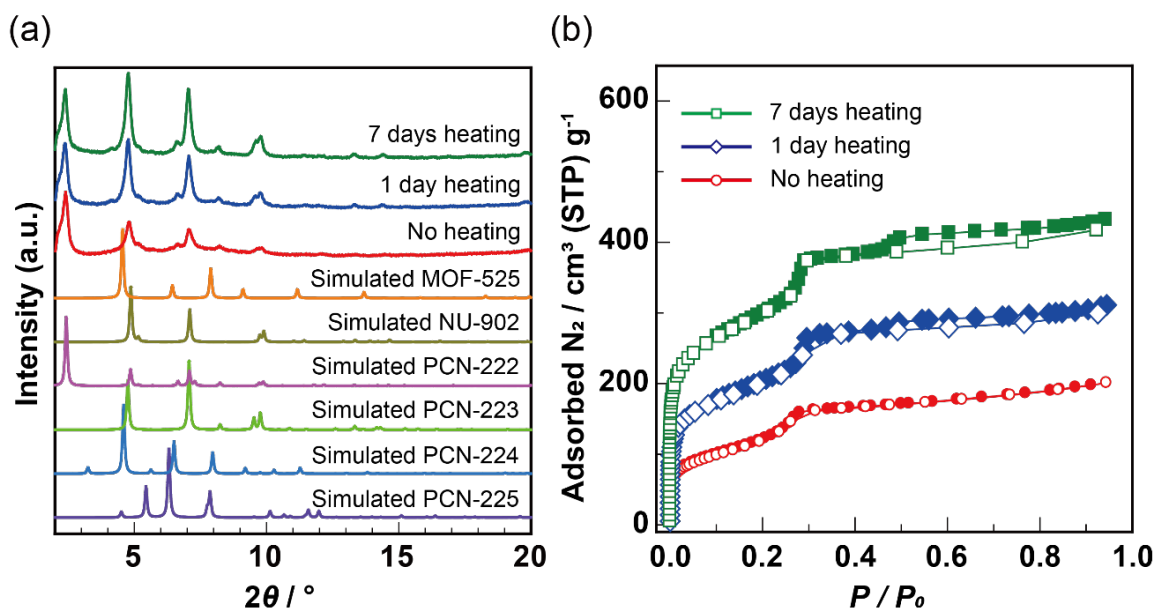 (a)
Intensity (a.u.)
7 days heating
1 day heating
No heating
Simulated MOF-525
Simulated NU-902
Simulated PCN-222
Simulated PCN-223
Simulated PCN-224
Simulated PCN-225
5 10 15 20
2θ / °
(b)
Adsorbed N₂ / cm³ (STP) g⁻¹
600
400
200
0
7 days heating
1 day heating
No heating
0.0 0.2 0.4 0.6 0.8 1.0
P / P₀